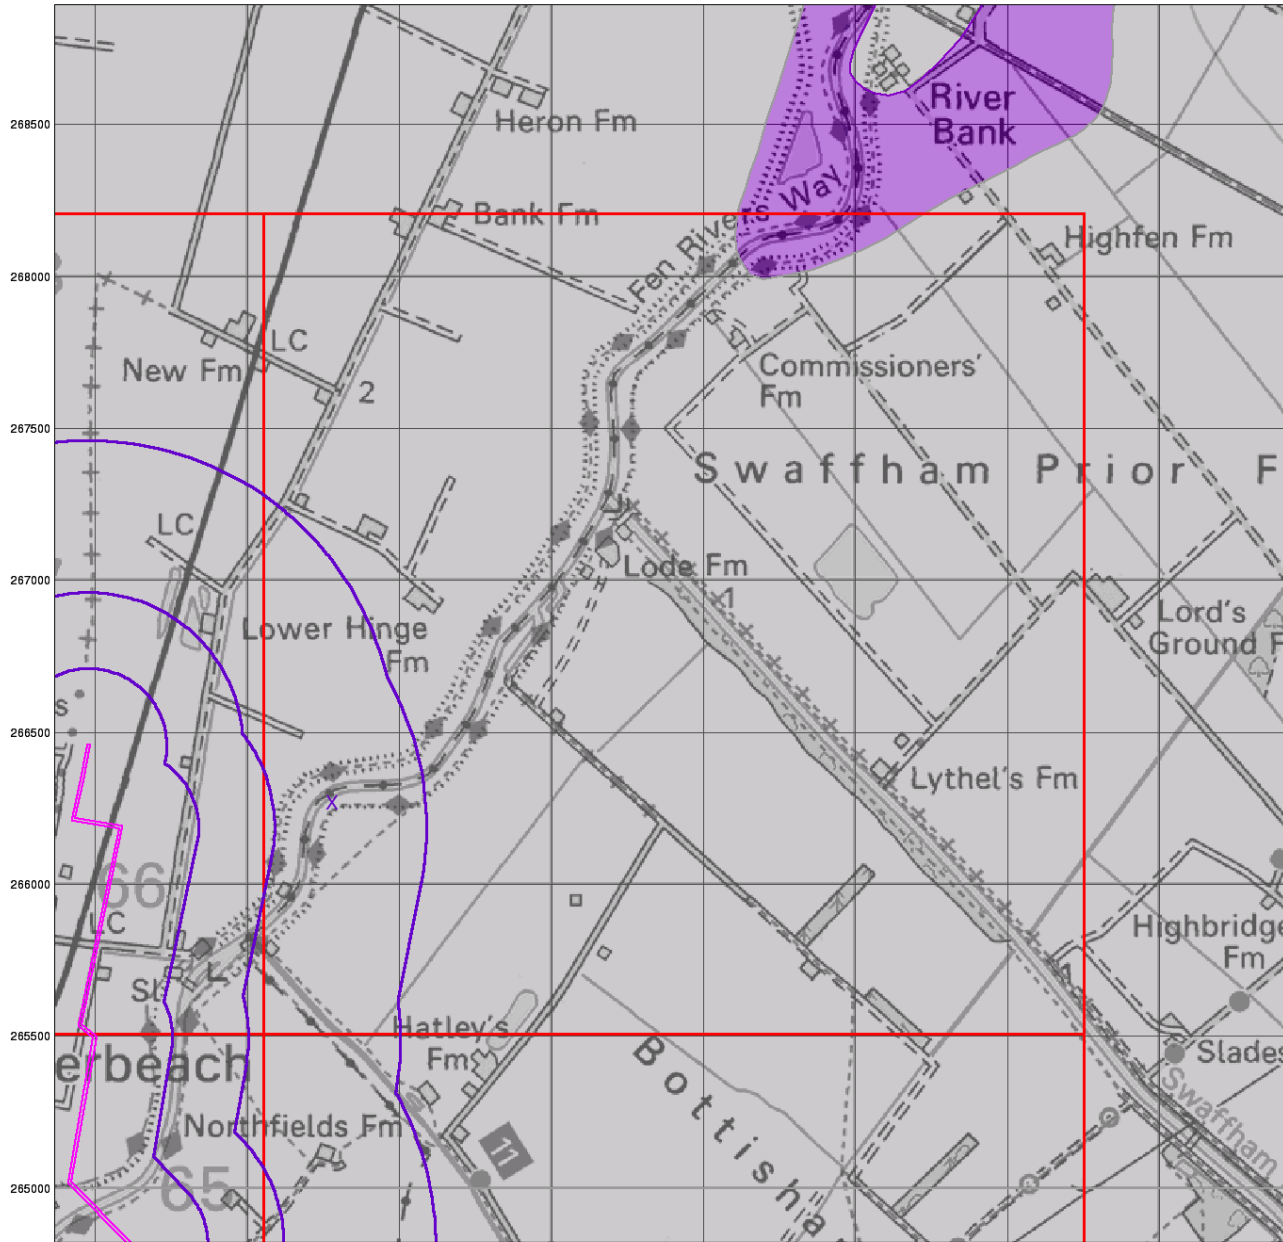 268500
268000
267500
267000
266500
266000
265500
265000
Heron Fm
River
Bank
Bank Fm
Fen Rivers Way
Highfen Fm
LC
New Fm
2
Commissioners'
Fm
Swaffham Prior F
LC
Lode Fm
1
Lord's
Ground F
Lower Hinge
Fm
s
Lythel's Fm
x
66
LC
Highbridge
Fm
1
Sl
Hatley's
Fm
Slades
erbeach
Bottisha
Swaffham
Northfields Fm
11
65